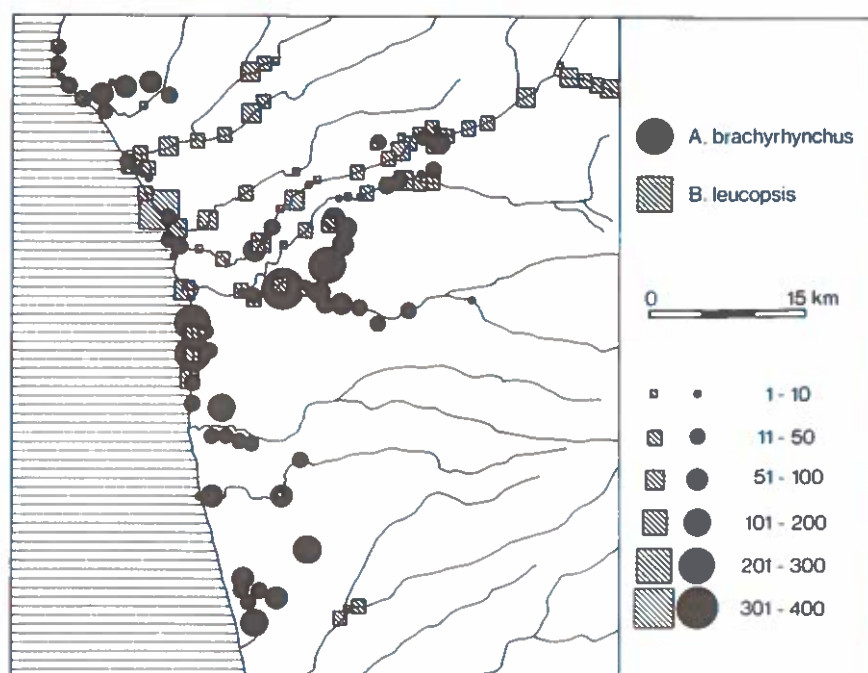 A. brachyrhynchus
B. leucopsis
0 15 km
1 - 10
11 - 50
51 - 100
101 - 200
201 - 300
301 - 400